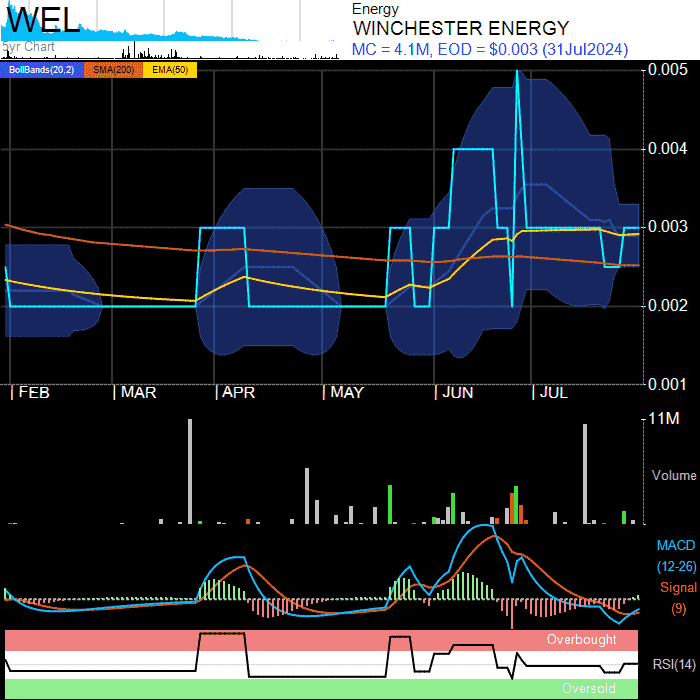 WEL
5yr Chart
Energy
WINCHESTER ENERGY
MC = 4.1M, EOD = $0.003 (31Jul2024)
BollBands(20,2) SMA(200) EMA(50)
0.005
0.004
0.003
0.002
0.001
FEB MAR APR MAY JUN JUL
11M
Volume
MACD
(12-26)
Signal
(9)
Overbought
RSI(14)
Oversold